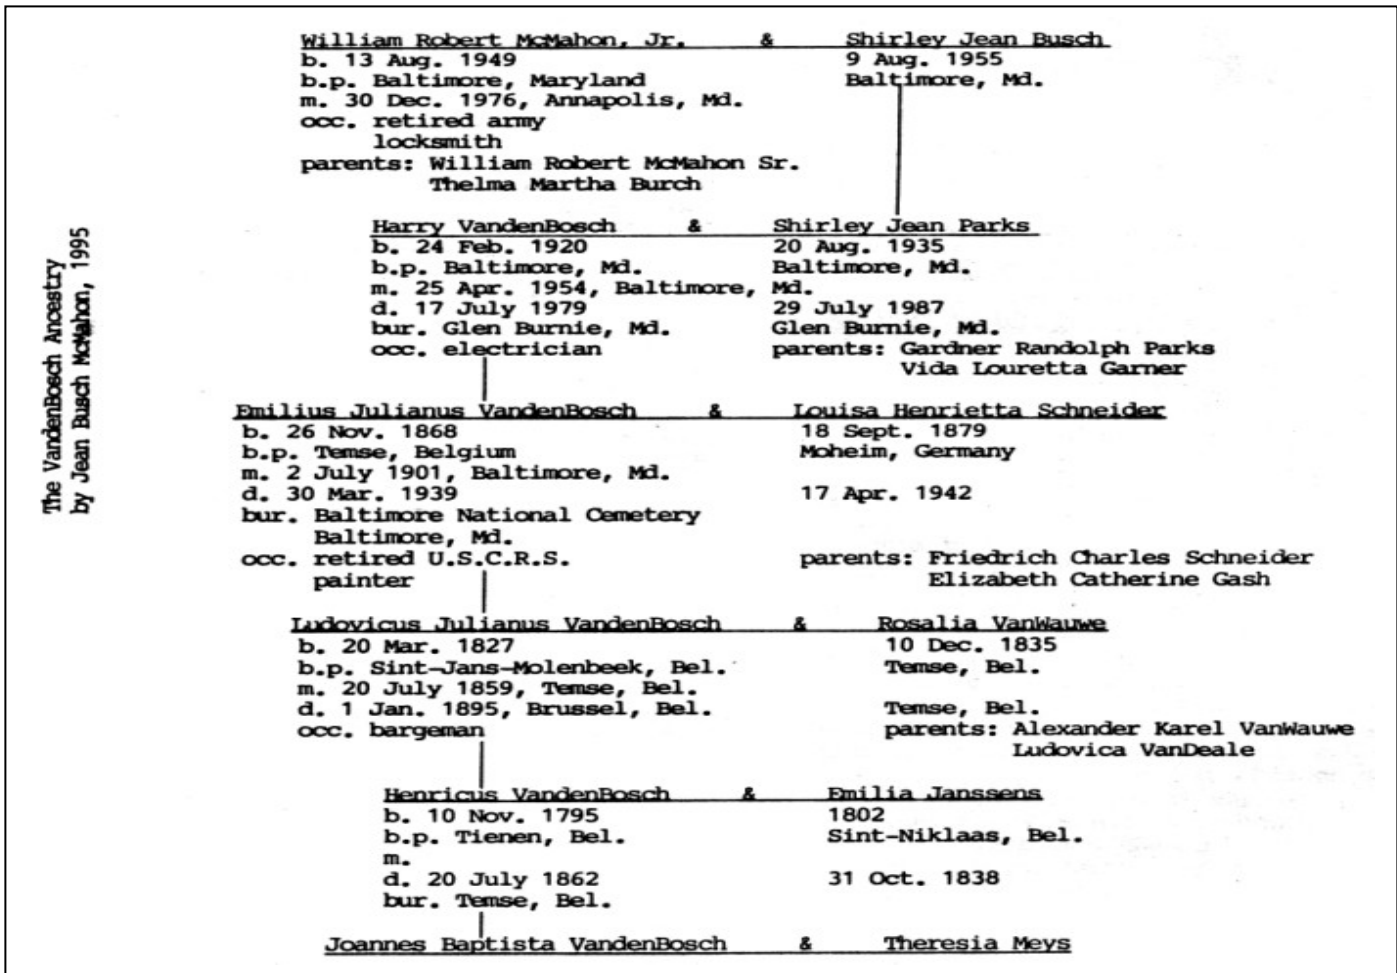 The VandenBosch Ancestry
by Jean Busch McMahon, 1995
William Robert McMahon, Jr. & Shirley Jean Busch
b. 13 Aug. 1949 9 Aug. 1955
b.p. Baltimore, Maryland Baltimore, Md.
m. 30 Dec. 1976, Annapolis, Md.
occ. retired army
locksmith
parents: William Robert McMahon Sr.
Thelma Martha Burch
Harry VandenBosch & Shirley Jean Parks
b. 24 Feb. 1920 20 Aug. 1935
b.p. Baltimore, Md. Baltimore, Md.
m. 25 Apr. 1954, Baltimore, Md.
d. 17 July 1979 29 July 1987
bur. Glen Burnie, Md. Glen Burnie, Md.
occ. electrician parents: Gardner Randolph Parks
Vida Louretta Garner
Emilius Julianus VandenBosch & Louisa Henrietta Schneider
b. 26 Nov. 1868 18 Sept. 1879
b.p. Temse, Belgium Moheim, Germany
m. 2 July 1901, Baltimore, Md.
d. 30 Mar. 1939 17 Apr. 1942
bur. Baltimore National Cemetery
Baltimore, Md.
occ. retired U.S.C.R.S. parents: Friedrich Charles Schneider
painter Elizabeth Catherine Gash
Ludovicus Julianus VandenBosch & Rosalia VanWauwe
b. 20 Mar. 1827 10 Dec. 1835
b.p. Sint-Jans-Molenbeek, Bel. Temse, Bel.
m. 20 July 1859, Temse, Bel.
d. 1 Jan. 1895, Brussel, Bel. Temse, Bel.
occ. bargeman parents: Alexander Karel VanWauwe
Ludovica VanDeale
Henricus VandenBosch & Emilia Janssens
b. 10 Nov. 1795 1802
b.p. Tienen, Bel. Sint-Niklaas, Bel.
m.
d. 20 July 1862 31 Oct. 1838
bur. Temse, Bel.
Joannes Baptista VandenBosch & Theresia Meys